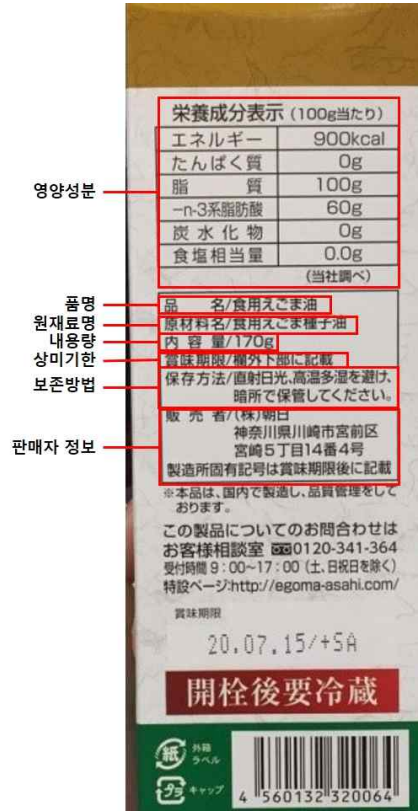 栄養成分表示 (100g当たり)
エネルギー 900kcal
たんぱく質 0g
脂 質 100g
−n-3系脂肪酸 60g
炭水化物 0g
食塩相当量 0.0g
(当社調べ)
영양성분
품명
品 名/食用えごま油
원재료명
原材料名/食用えごま種子油
내용량
内 容 量/170g
상미기한
賞味期限/欄外下部に記載
보존방법
保存方法/直射日光、高温多湿を避け、
暗所で保管してください。
판매자 정보
販 売 者/(株)朝日
神奈川県川崎市宮前区
宮崎5丁目14番4号
製造所固有記号は賞味期限後に記載
※本品は、国内で製造し、品質管理をして
おります。
この製品についてのお問合わせは
お客様相談室 0120-341-364
受付時間 9:00~17:00 (土、日祝日を除く)
特設ページ:http://egoma-asahi.com/
賞味期限
20.07.15/+SA
開栓後要冷蔵
紙 外箱
ラベル
プラ キャップ
4 560132 320064